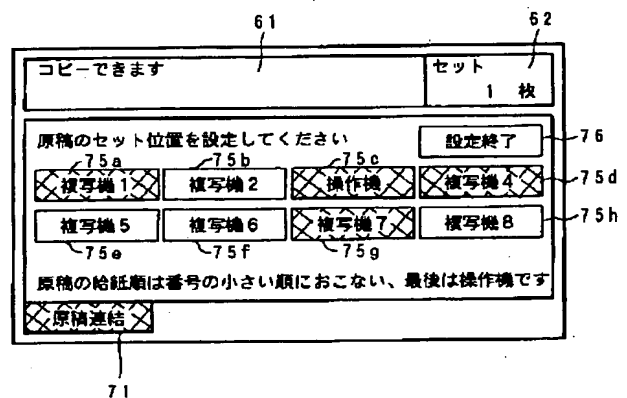 61
62
コピーできます
セット
1 枚
原稿のセット位置を設定してください
設定終了
76
75a
75b
75c
複写機1
複写機2
操作機
複写機4
75d
複写機5
複写機6
複写機7
複写機8
75h
75e
75f
75g
原稿の給紙順は番号の小さい順におこない、最後は操作機です
原稿連結
71